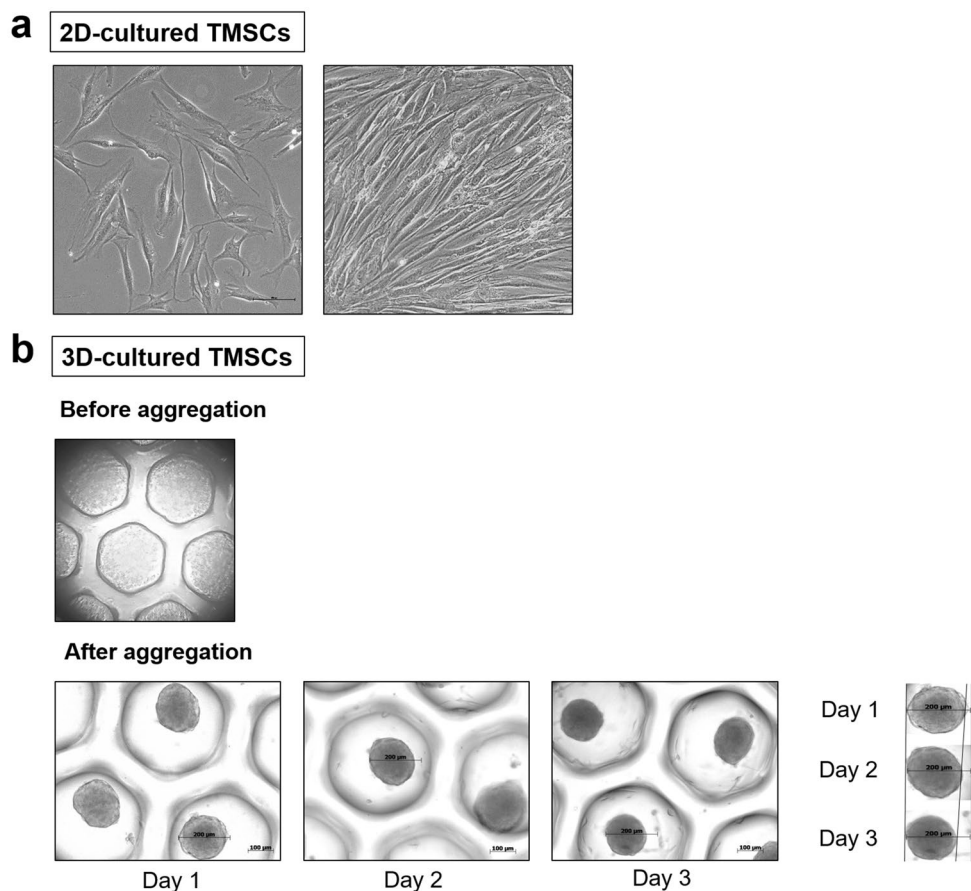 a
2D-cultured TMSCs
b
3D-cultured TMSCs
Before aggregation
After aggregation
200 µm
100 µm
200 µm
100 µm
200 µm
100 µm
Day 1
Day 2
Day 3
Day 1
200 µm
Day 2
200 µm
Day 3
200 µm